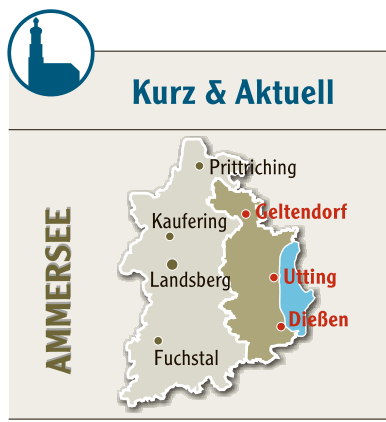 Kurz & Aktuell
AMMERSEE
Prittriching
Geltendorf
Kaufering
Landsberg
Utting
Dießen
Fuchstal